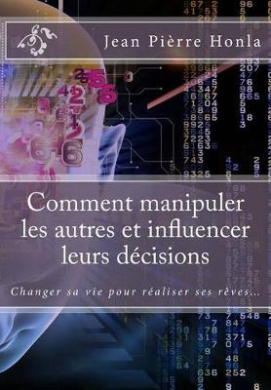 Jean Pièrre Honla
Comment manipuler
les autres et influencer
leurs décisions
Changer sa vie pour réaliser ses rêves...